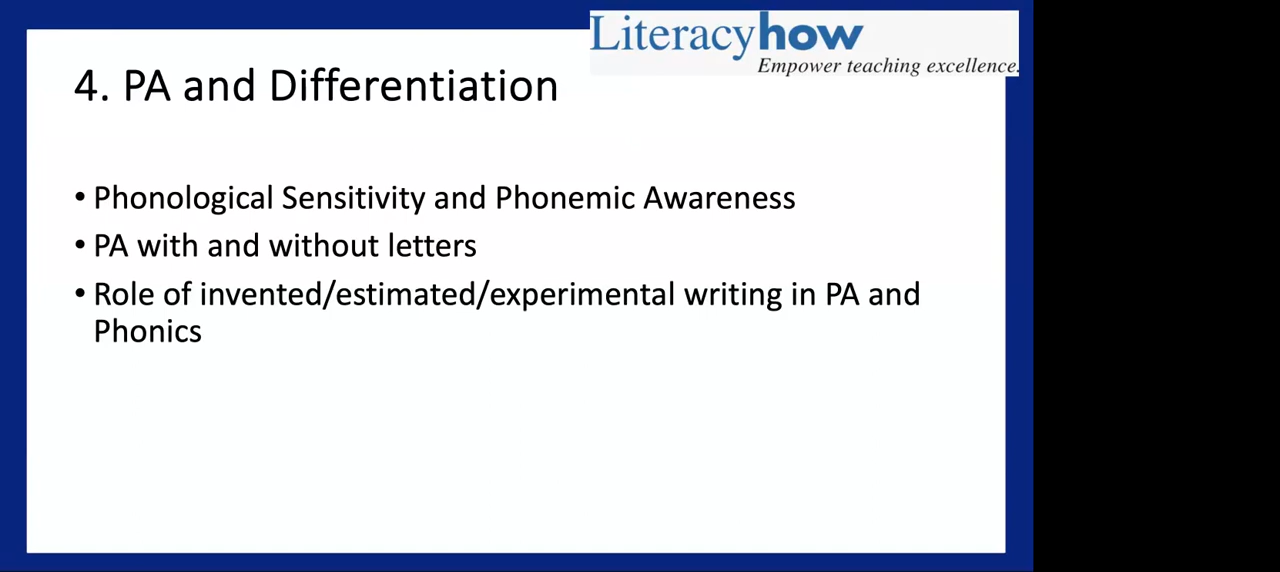 Literacyhow
Empower teaching excellence.
4. PA and Differentiation
• Phonological Sensitivity and Phonemic Awareness
• PA with and without letters
• Role of invented/estimated/experimental writing in PA and
Phonics